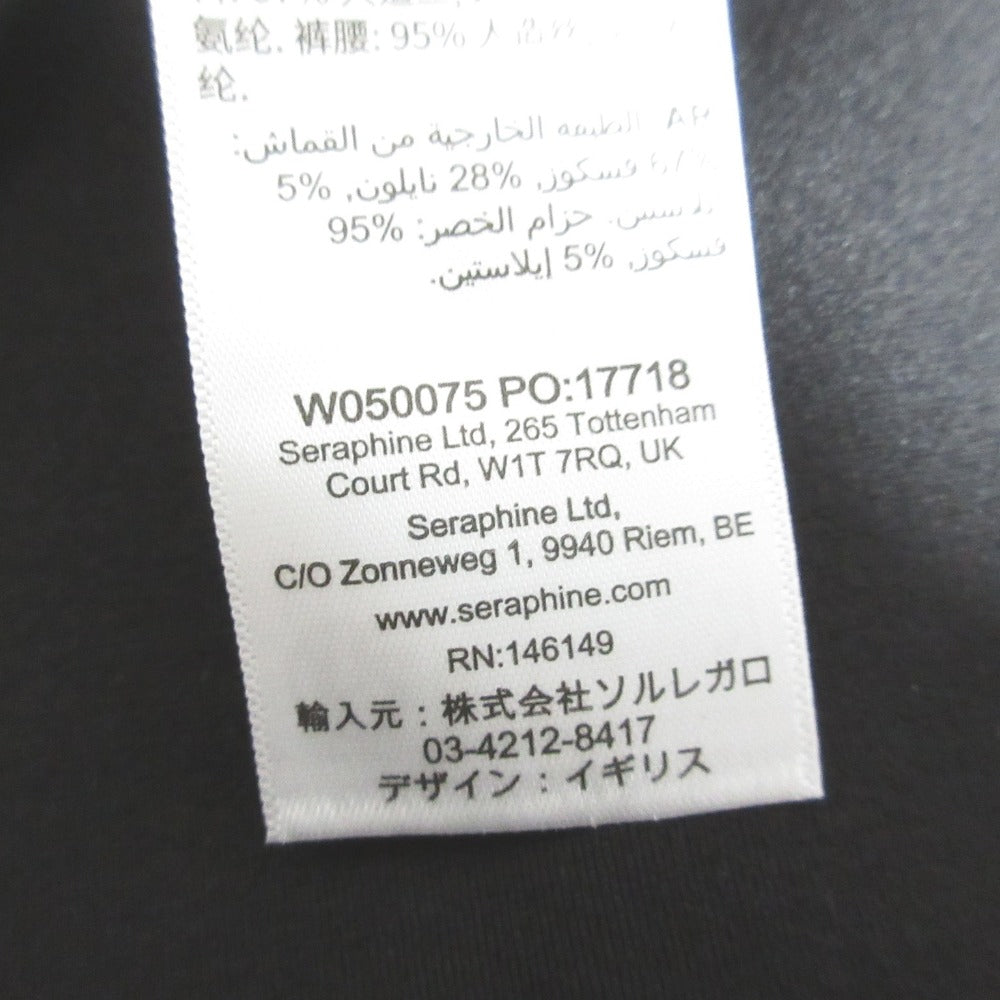 氨纶. 裤腰: 95% 人
纶.
الخارجية من القماش:
فسكوز, 28% نايلون, 5%
حزام الخصر: 95%
فسكوز, 5% إيلاستين.
W050075 PO:17718
Seraphine Ltd, 265 Tottenham
Court Rd, W1T 7RQ, UK
Seraphine Ltd,
C/O Zonneweg 1, 9940 Riem, BE
www.seraphine.com
RN:146149
輸入元：株式会社ソルレガロ
03-4212-8417
デザイン：イギリス